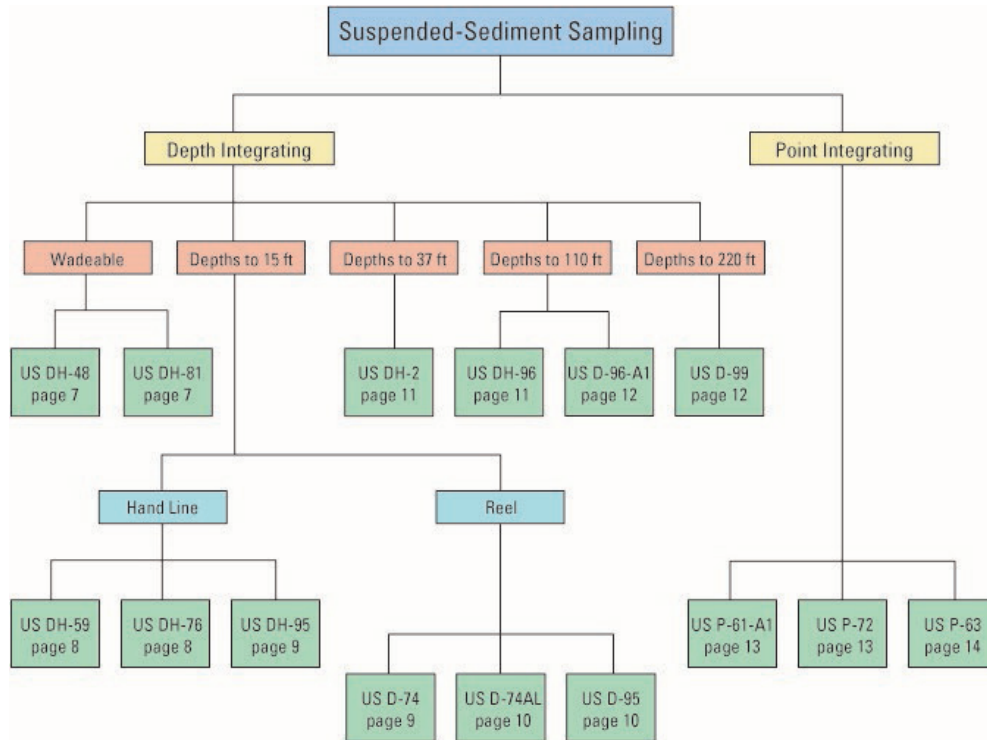 Suspended-Sediment Sampling
Depth Integrating
Point Integrating
Wadeable
Depths to 15 ft
Depths to 37 ft
Depths to 110 ft
Depths to 220 ft
US DH-48
page 7
US DH-81
page 7
US DH-2
page 11
US DH-96
page 11
US D-96-A1
page 12
US D-99
page 12
Hand Line
Reel
US DH-59
page 8
US DH-76
page 8
US DH-95
page 9
US P-61-A1
page 13
US P-72
page 13
US P-63
page 14
US D-74
page 9
US D-74AL
page 10
US D-95
page 10